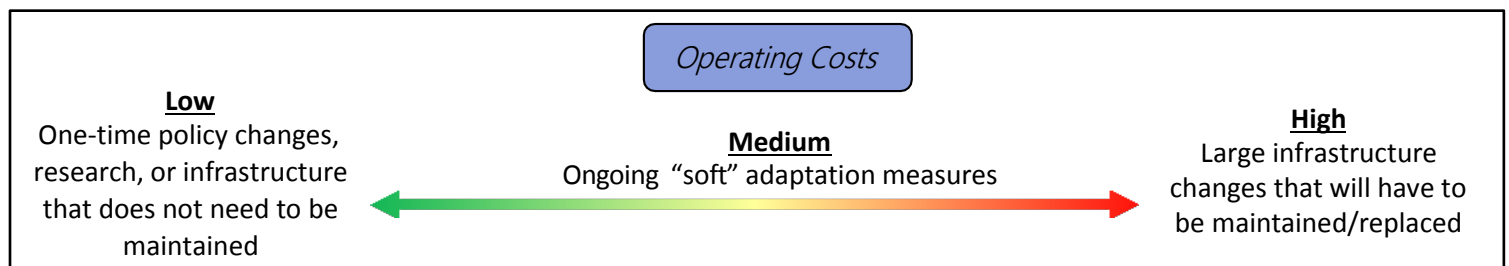 Operating Costs
Low
One-time policy changes,
research, or infrastructure
that does not need to be
maintained
Medium
Ongoing “soft” adaptation measures
High
Large infrastructure
changes that will have to
be maintained/replaced